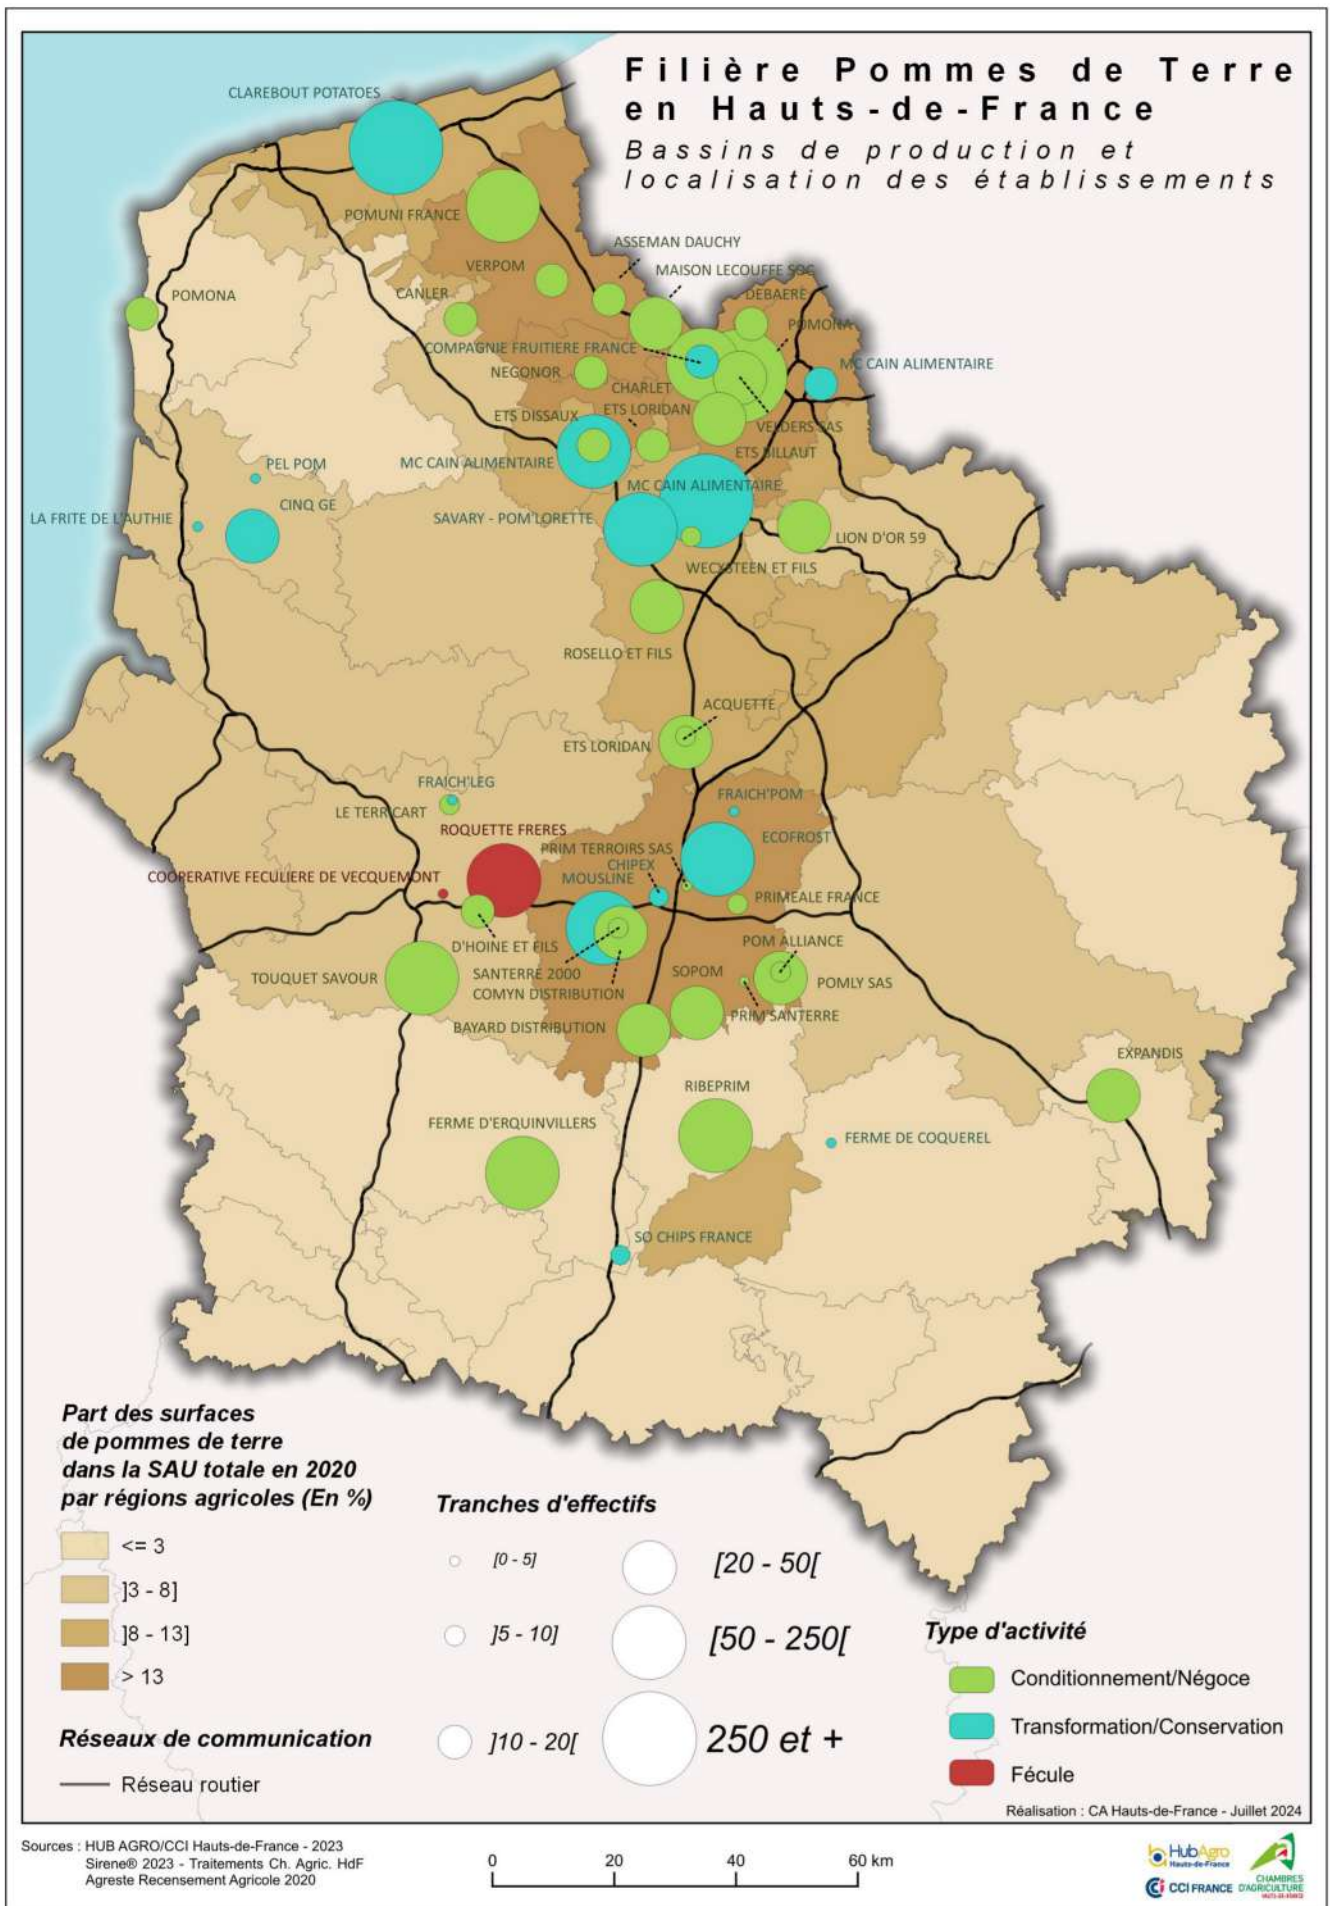 Filière Pommes de Terre
en Hauts-de-France
Bassins de production et
localisation des établissements
CLAREBOUT POTATOES
POMUNI FRANCE
ASSEMAN DAUCHY
VERPOM
MAISON LECOUFFE SOC
POMONA
CANLER
DEBAERE
POMONA
COMPAGNIE FRUITIERE FRANCE
MC CAIN ALIMENTAIRE
NEGONOR
CHARLET
ETS DISSAUX
ETS LORIDAN
VELDERS SAS
ETS BILLAUT
PEL POM
MC CAIN ALIMENTAIRE
MC CAIN ALIMENTAIRE
CINQ GE
LA FRITE DE L'AUTHIE
SAVARY - POM'LORETTE
LION D'OR 59
WECXSTEEN ET FILS
ROSELLO ET FILS
ACQUETTE
ETS LORIDAN
FRAICH'LEG
FRAICH'POM
LE TERRICART
ROQUETTE FRERES
ECOFROST
PRIM TERROIRS SAS
CHIPEX
COOPERATIVE FECULIERE DE VECQUEMONT
MOUSLINE
PRIMEALE FRANCE
D'HOINE ET FILS
POM ALLIANCE
TOUQUET SAVOUR
SANTERRE 2000
SOPOM
POMLY SAS
COMYN DISTRIBUTION
PRIM'SANTERRE
BAYARD DISTRIBUTION
EXPANDIS
RIBEPRIM
FERME D'ERQUINVILLERS
FERME DE COQUEREL
SO CHIPS FRANCE
Part des surfaces
de pommes de terre
dans la SAU totale en 2020
par régions agricoles (En %)
<= 3
]3 - 8]
]8 - 13]
> 13
Réseaux de communication
Réseau routier
Tranches d'effectifs
[0 - 5]
]5 - 10]
]10 - 20[
[20 - 50[
[50 - 250[
250 et +
Type d'activité
Conditionnement/Négoce
Transformation/Conservation
Fécule
Réalisation : CA Hauts-de-France - Juillet 2024
Sources : HUB AGRO/CCI Hauts-de-France - 2023
Sirene® 2023 - Traitements Ch. Agric. HdF
Agreste Recensement Agricole 2020
0 20 40 60 km
HubAgro
Hauts-de-France
CCI FRANCE
CHAMBRES
D'AGRICULTURE
HAUTS-DE-FRANCE